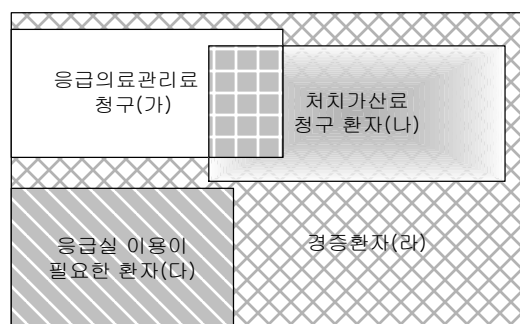 응급의료관리료
청구(가)
처치가산료
청구 환자(나)
응급실 이용이
필요한 환자(다)
경증환자(라)